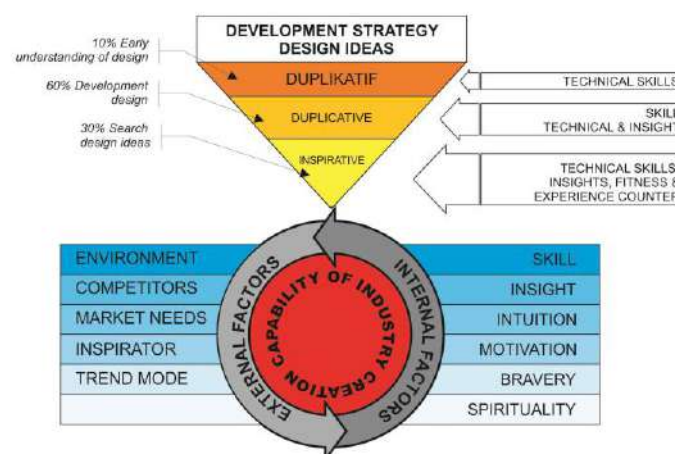 DEVELOPMENT STRATEGY
DESIGN IDEAS
10% Early
understanding of design
60% Development
design
30% Search
design ideas
DUPLIKATIF
DUPLICATIVE
INSPIRATIVE
TECHNICAL SKILLS
SKILL
TECHNICAL & INSIGHT
TECHNICAL SKILLS
INSIGHTS, FITNESS &
EXPERIENCE COUNTER
ENVIRONMENT
COMPETITORS
MARKET NEEDS
INSPIRATOR
TREND MODE
EXTERNAL FACTORS
CAPABILITY OF INDUSTRY CREATION
INTERNAL FACTORS
SKILL
INSIGHT
INTUITION
MOTIVATION
BRAVERY
SPIRITUALITY